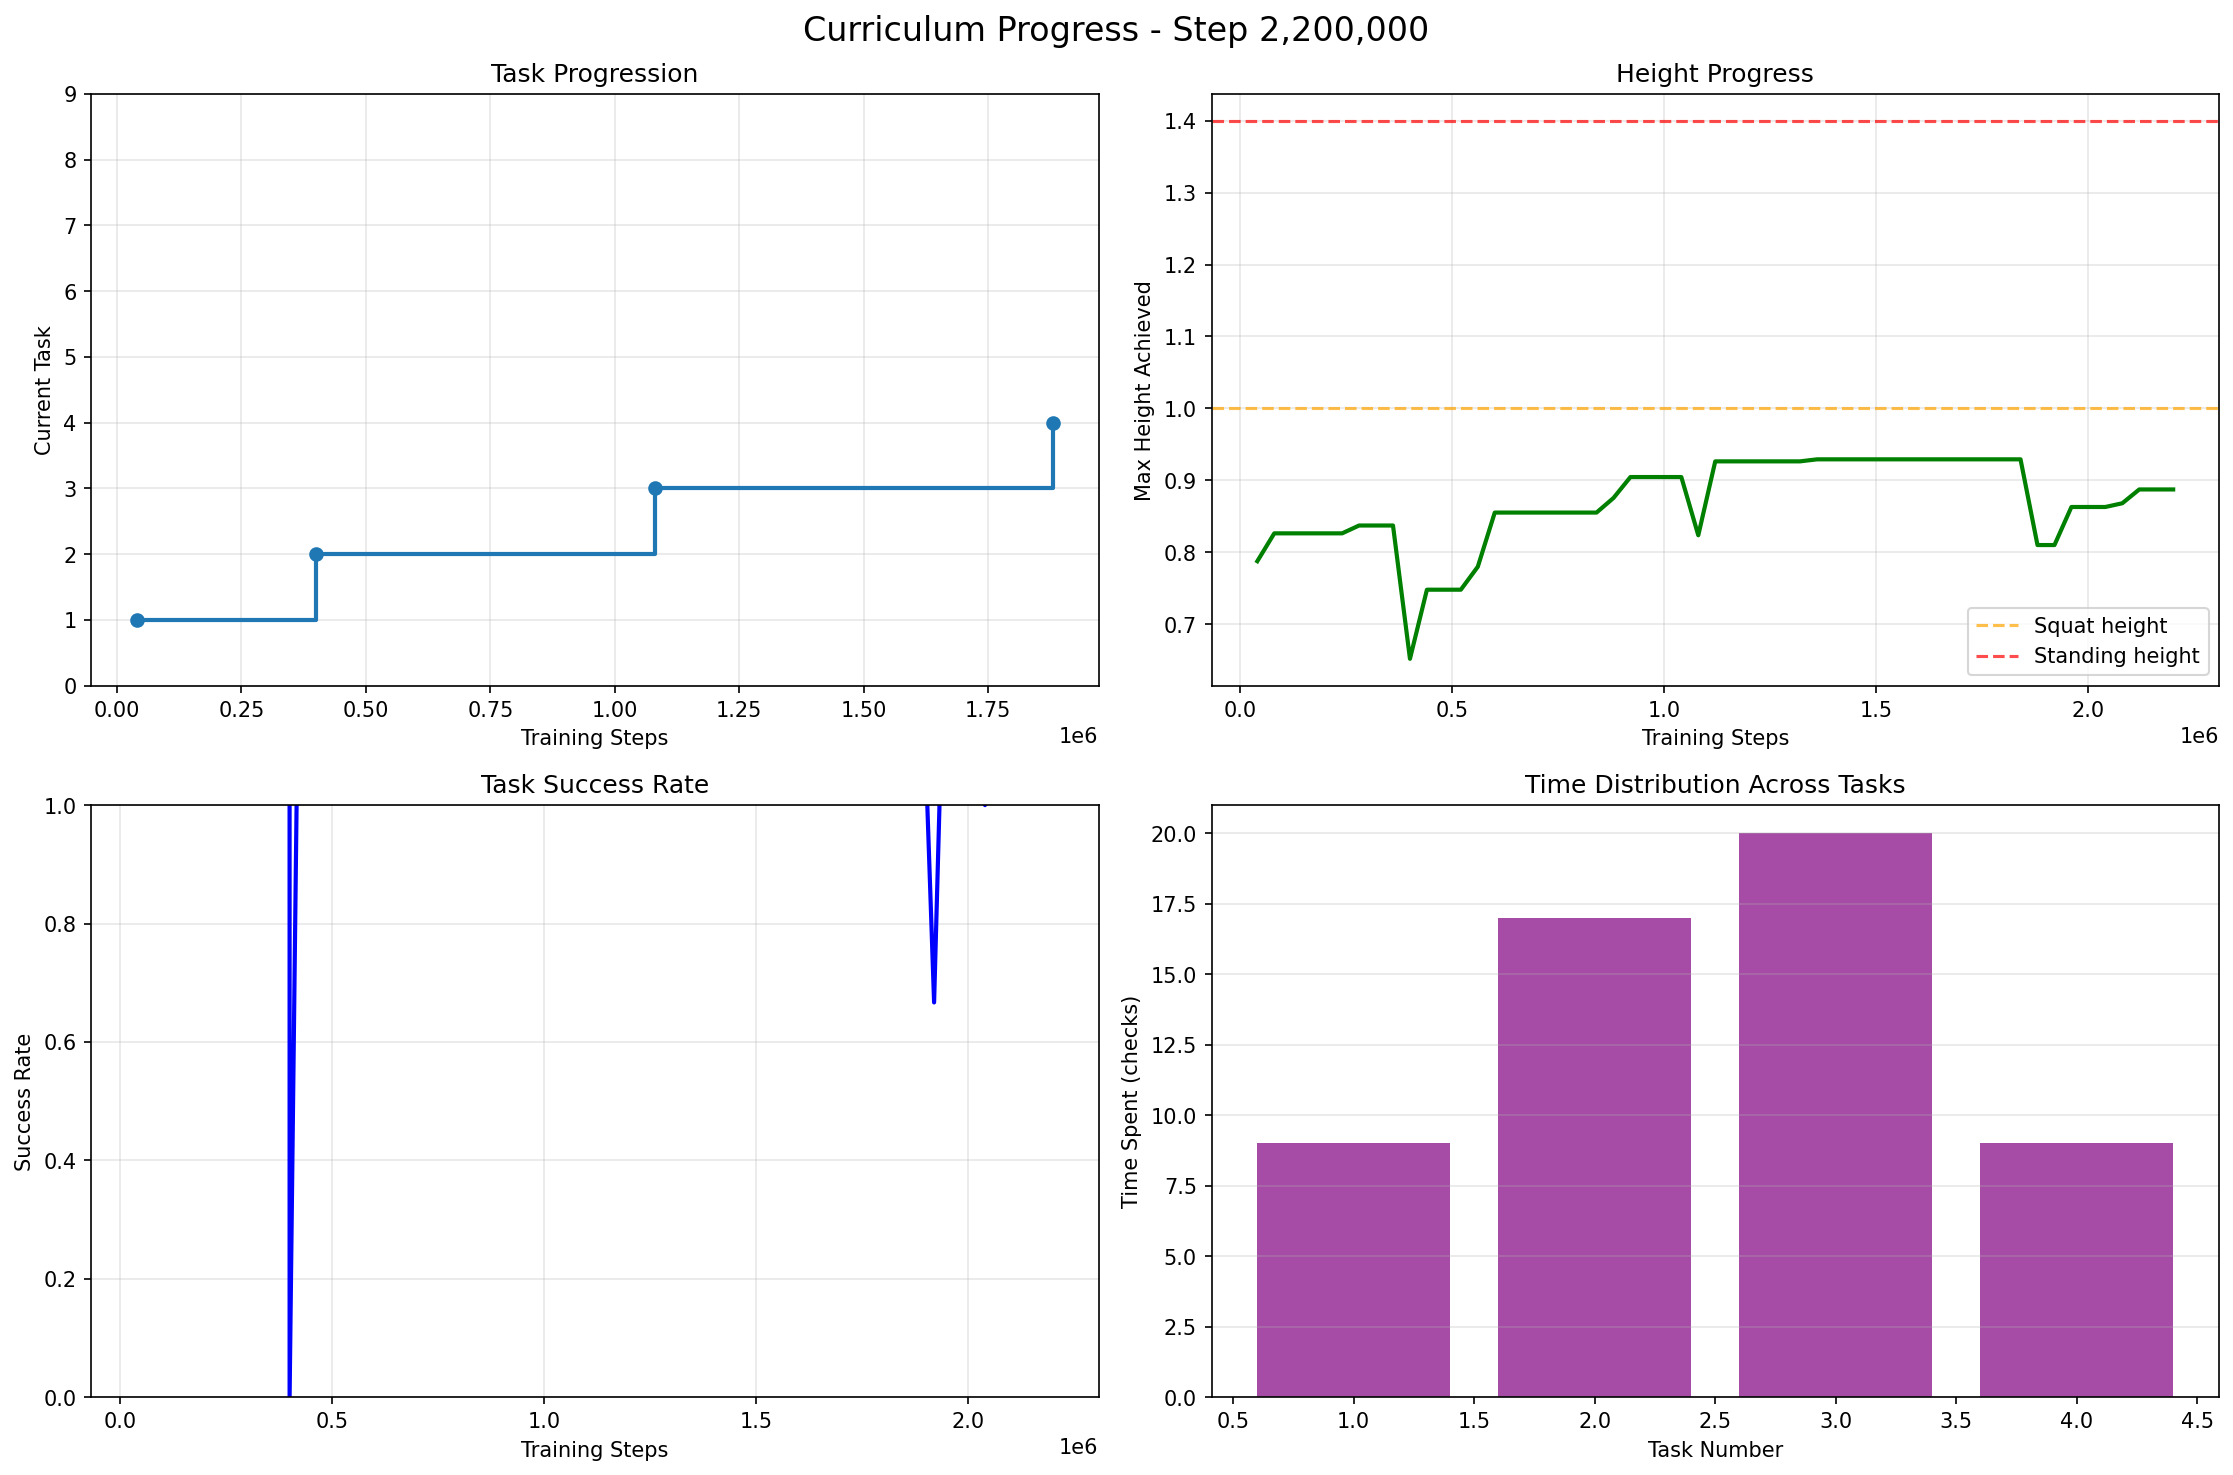 Curriculum Progress - Step 2,200,000
Task Progression
9
8
7
6
5
4
3
2
1
0
Current Task
0.00 0.25 0.50 0.75 1.00 1.25 1.50 1.75
1e6
Training Steps
Height Progress
1.4
1.3
1.2
1.1
1.0
0.9
0.8
0.7
Max Height Achieved
Squat height
Standing height
0.0 0.5 1.0 1.5 2.0
1e6
Training Steps
Task Success Rate
1.0
0.8
0.6
0.4
0.2
0.0
Success Rate
0.0 0.5 1.0 1.5 2.0
1e6
Training Steps
Time Distribution Across Tasks
20.0
17.5
15.0
12.5
10.0
7.5
5.0
2.5
0.0
Time Spent (checks)
0.5 1.0 1.5 2.0 2.5 3.0 3.5 4.0 4.5
Task Number